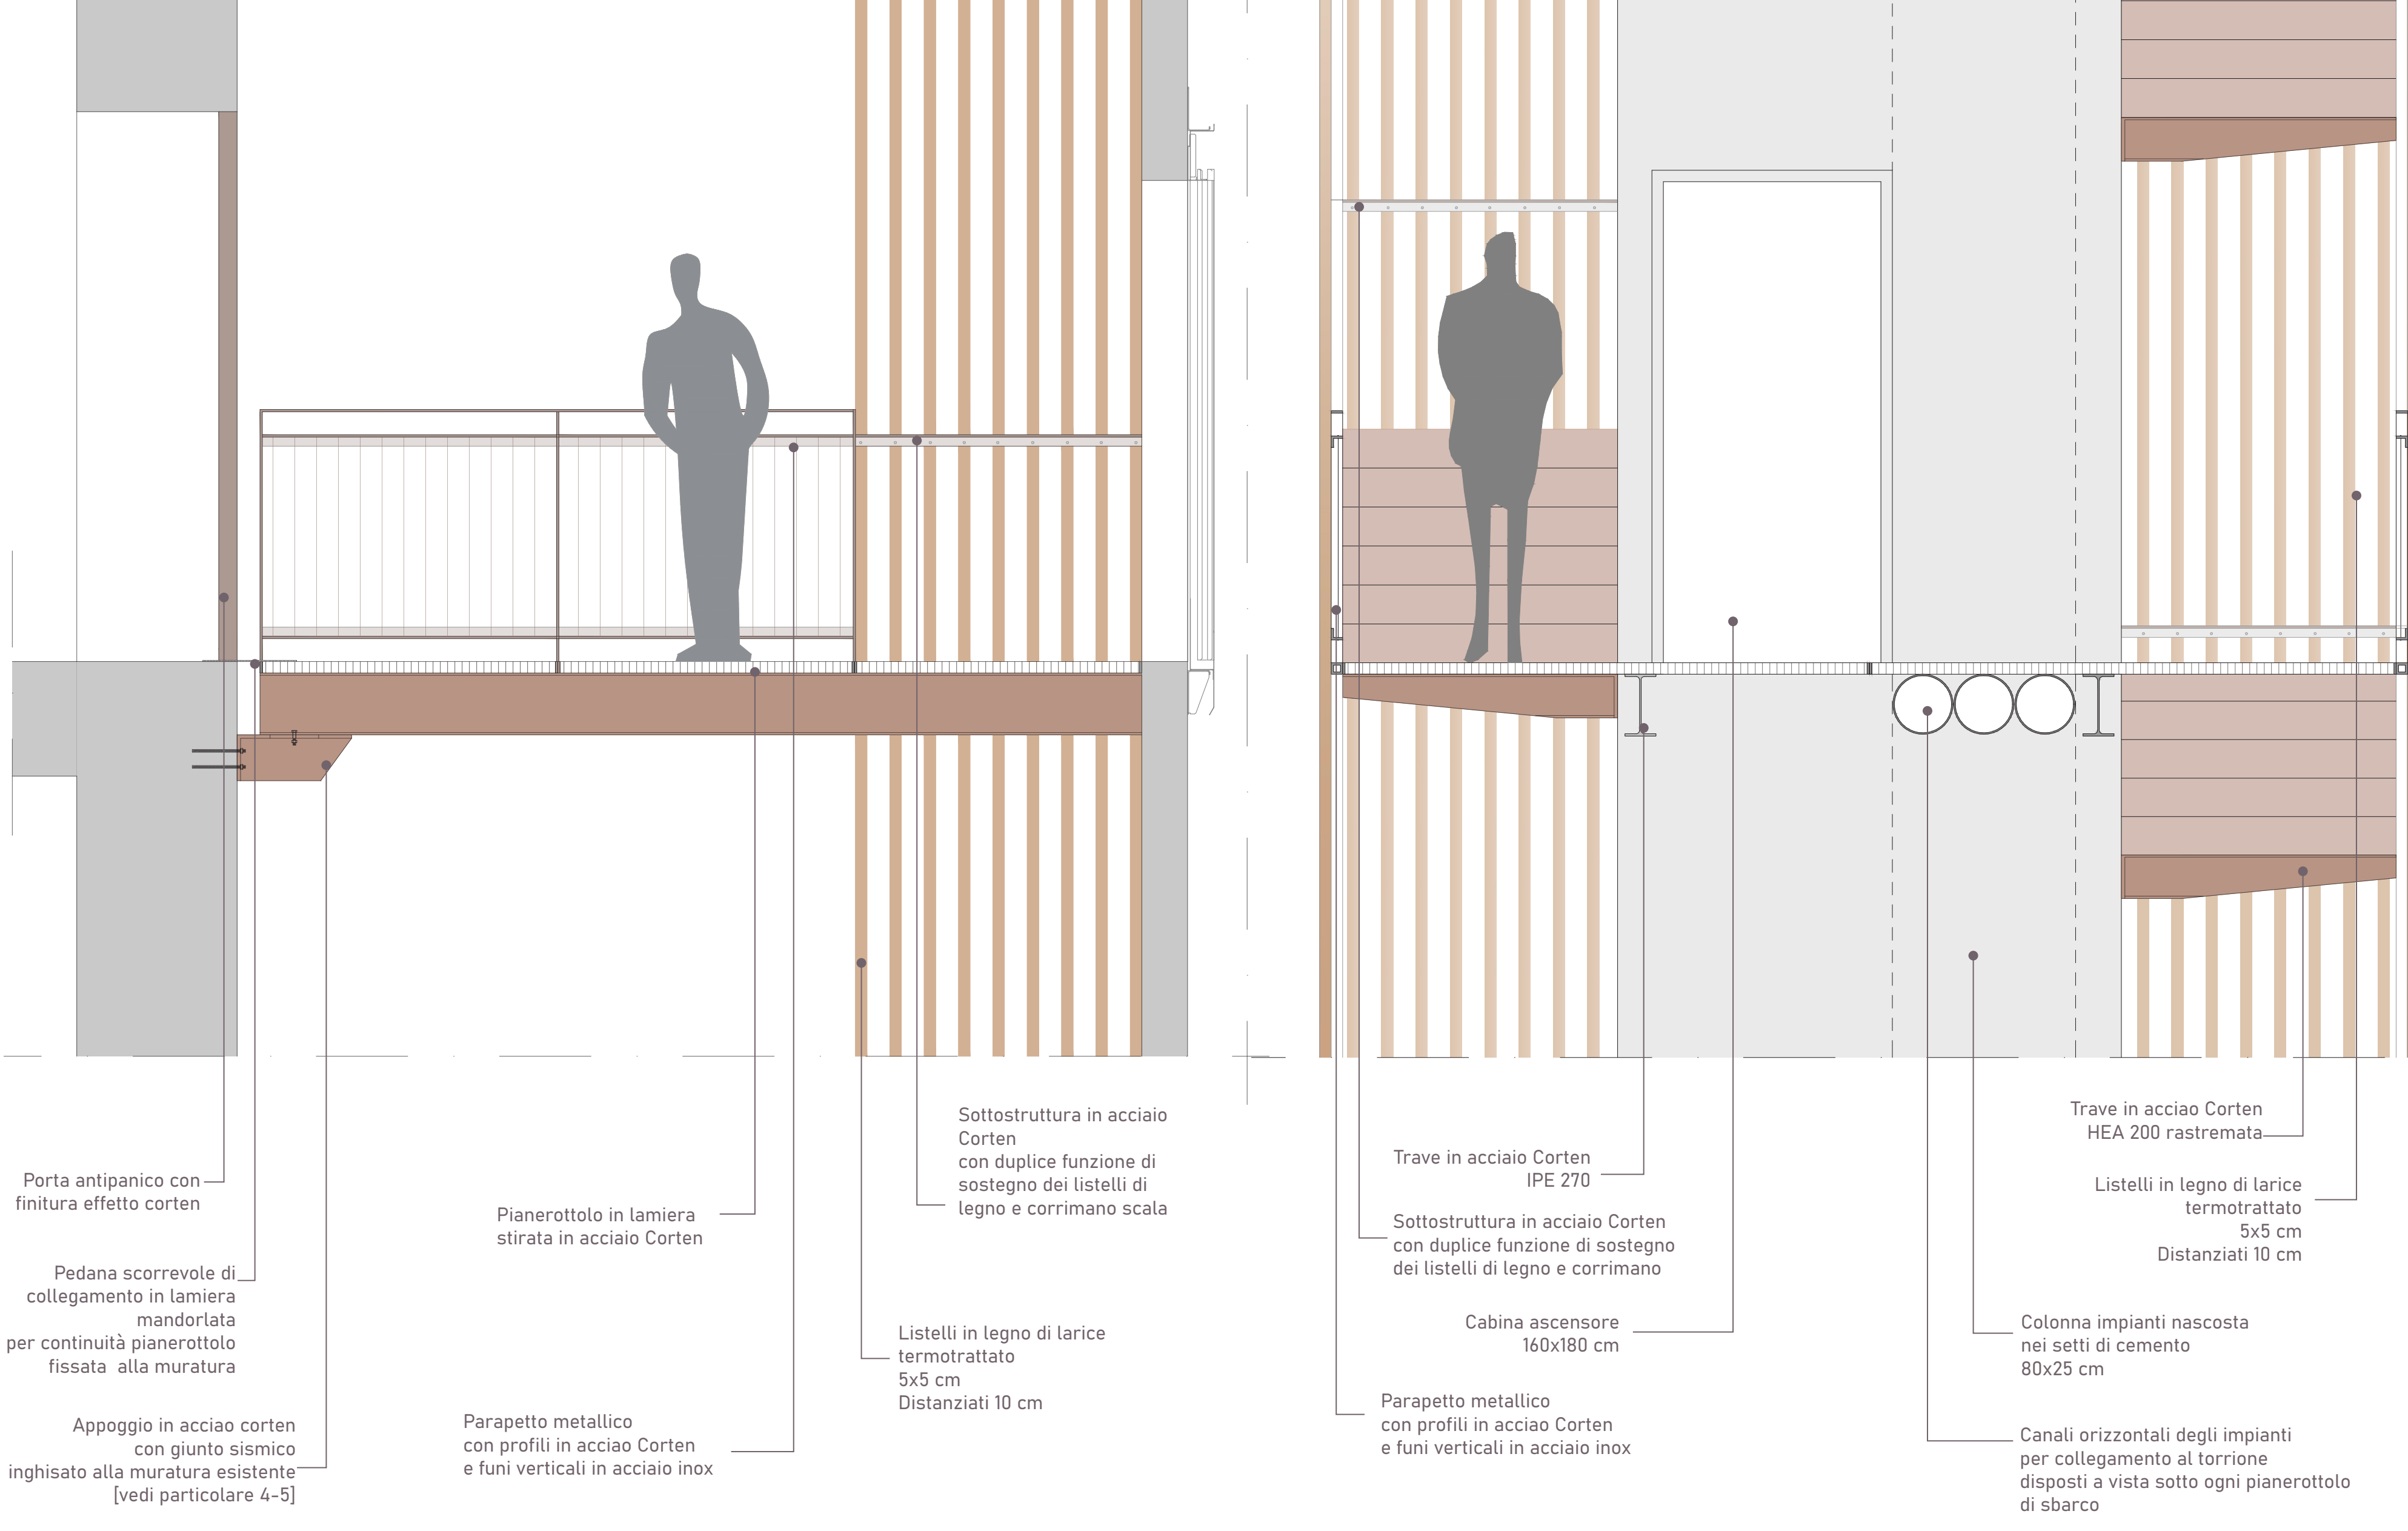 Porta antipanico con
finitura effetto corten
Pedana scorrevole di
collegamento in lamiera
mandorlata
per continuità pianerottolo
fissata  alla muratura
Appoggio in acciao corten
con giunto sismico
inghisato alla muratura esistente
[vedi particolare 4-5]
Pianerottolo in lamiera
stirata in acciaio Corten
Parapetto metallico
con profili in acciao Corten
e funi verticali in acciaio inox
Sottostruttura in acciaio
Corten
con duplice funzione di
sostegno dei listelli di
legno e corrimano scala
Listelli in legno di larice
termotrattato
5x5 cm
Distanziati 10 cm
Trave in acciaio Corten
IPE 270
Sottostruttura in acciaio Corten
con duplice funzione di sostegno
dei listelli di legno e corrimano
Cabina ascensore
160x180 cm
Parapetto metallico
con profili in acciao Corten
e funi verticali in acciaio inox
Trave in acciao Corten
HEA 200 rastremata
Listelli in legno di larice
termotrattato
5x5 cm
Distanziati 10 cm
Colonna impianti nascosta
nei setti di cemento
80x25 cm
Canali orizzontali degli impianti
per collegamento al torrione
disposti a vista sotto ogni pianerottolo
di sbarco